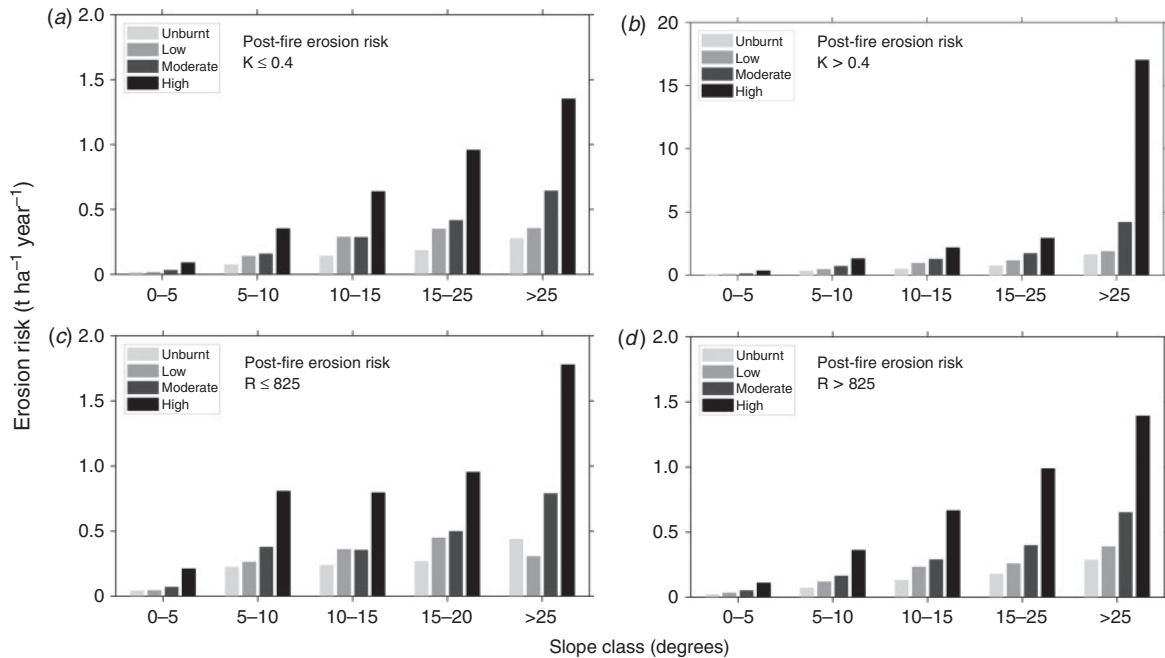 Erosion risk (t ha⁻¹ year⁻¹)
(a)
2.0
1.5
1.0
0.5
0
Unburnt
Low
Moderate
High
Post-fire erosion risk
K ≤ 0.4
0–5 5–10 10–15 15–25 >25
(b)
20
15
10
5
0
Unburnt
Low
Moderate
High
Post-fire erosion risk
K > 0.4
0–5 5–10 10–15 15–25 >25
(c)
2.0
1.5
1.0
0.5
0
Unburnt
Low
Moderate
High
Post-fire erosion risk
R ≤ 825
0–5 5–10 10–15 15–20 >25
(d)
2.0
1.5
1.0
0.5
0
Unburnt
Low
Moderate
High
Post-fire erosion risk
R > 825
0–5 5–10 10–15 15–25 >25
Slope class (degrees)